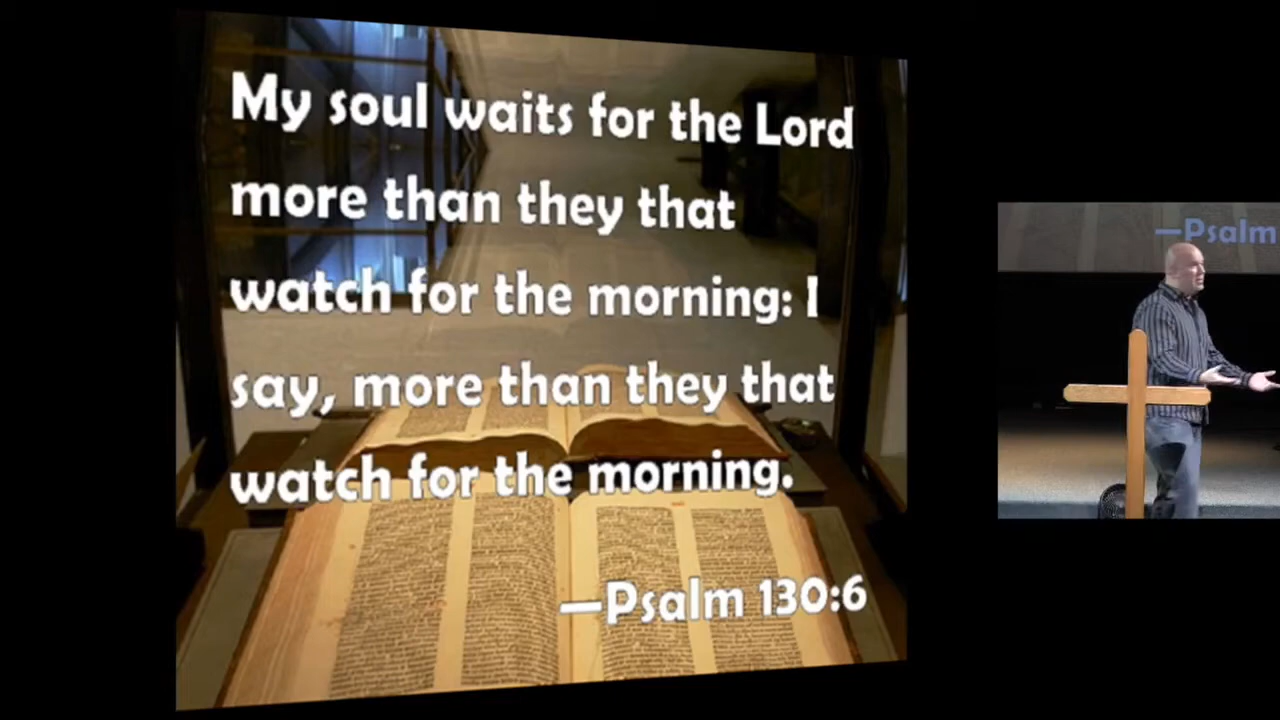 My soul waits for the Lord
more than they that
watch for the morning: I
say, more than they that
watch for the morning.
—Psalm 130:6
—Psalm